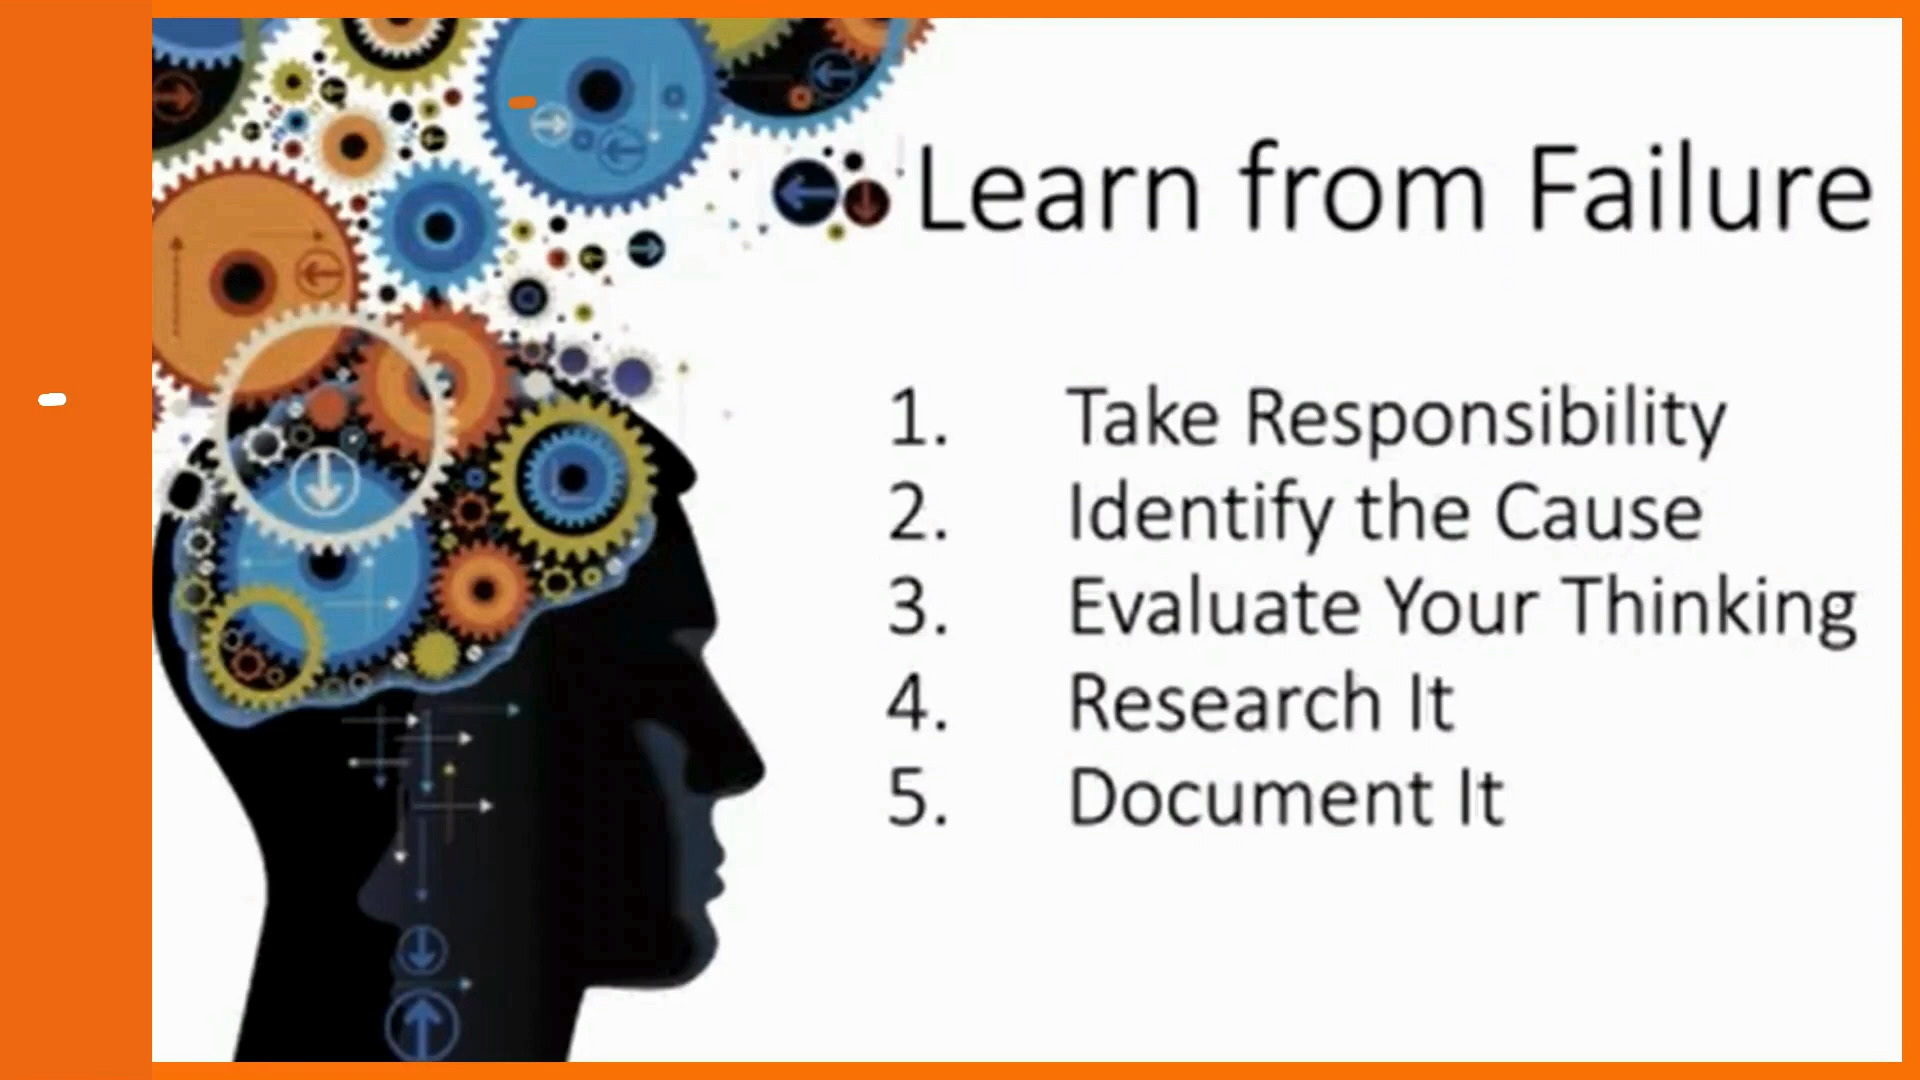 Learn from Failure
1. Take Responsibility
2. Identify the Cause
3. Evaluate Your Thinking
4. Research It
5. Document It